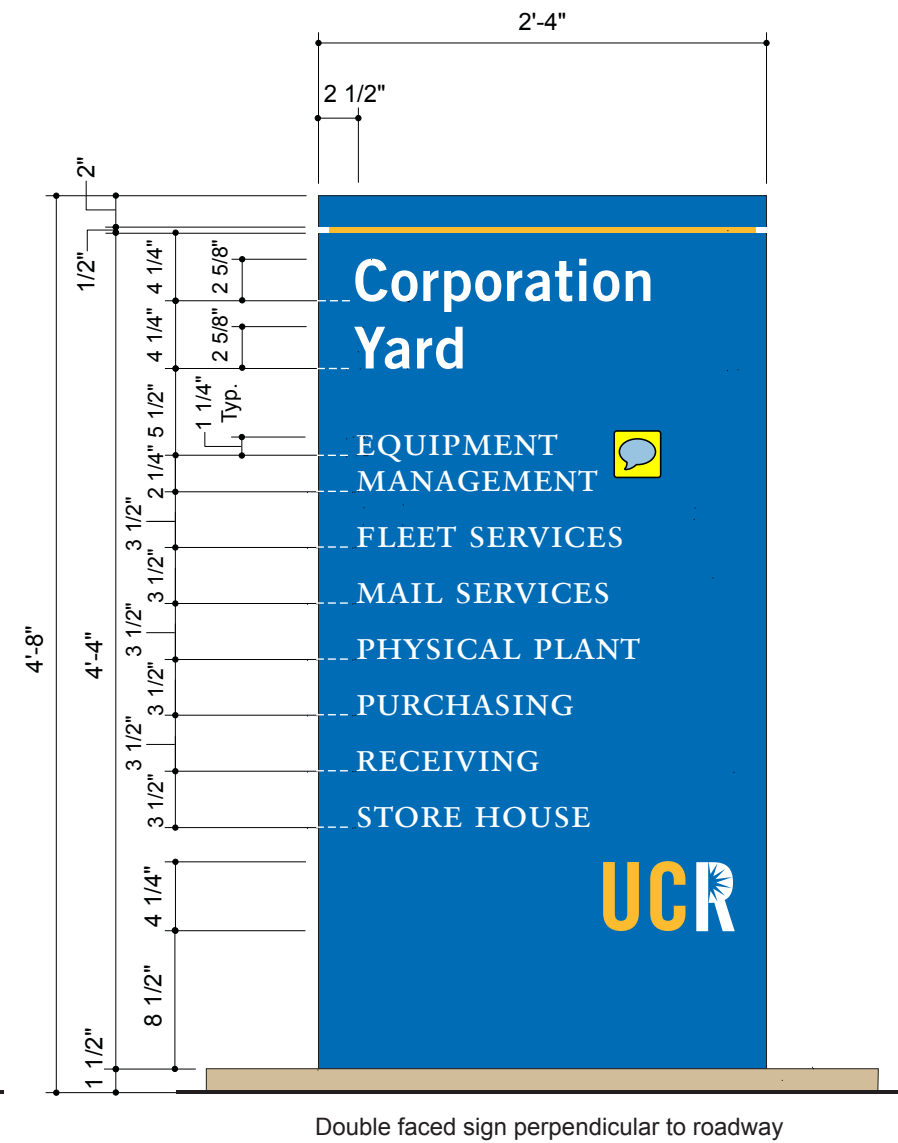 2'-4"
2 1/2"
2"
1/2"
4 1/4"
2 5/8"
4 1/4"
2 5/8"
5 1/2"
1 1/4"
Typ.
2 1/4"
3 1/2"
3 1/2"
3 1/2"
3 1/2"
3 1/2"
3 1/2"
4 1/4"
8 1/2"
1 1/2"
4'-8"
4'-4"
Corporation
Yard
EQUIPMENT
MANAGEMENT
FLEET SERVICES
MAIL SERVICES
PHYSICAL PLANT
PURCHASING
RECEIVING
STORE HOUSE
UCR
Double faced sign perpendicular to roadway